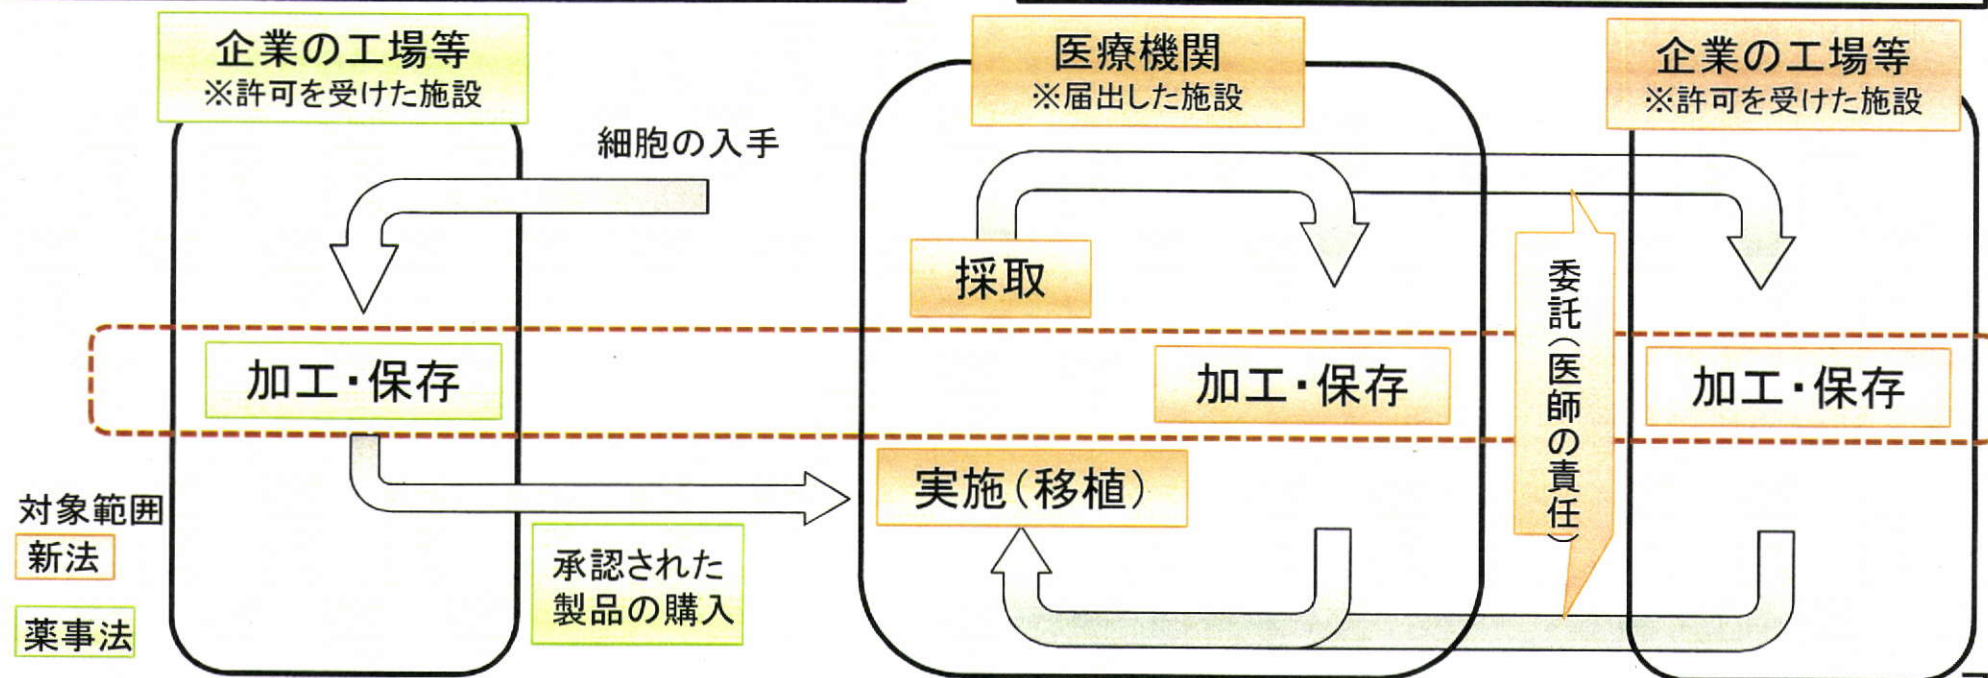 企業の工場等
※許可を受けた施設
細胞の入手
加工・保存
承認された
製品の購入
対象範囲
新法
薬事法
医療機関
※届出した施設
採取
加工・保存
実施(移植)
委託(医師の責任)
企業の工場等
※許可を受けた施設
加工・保存